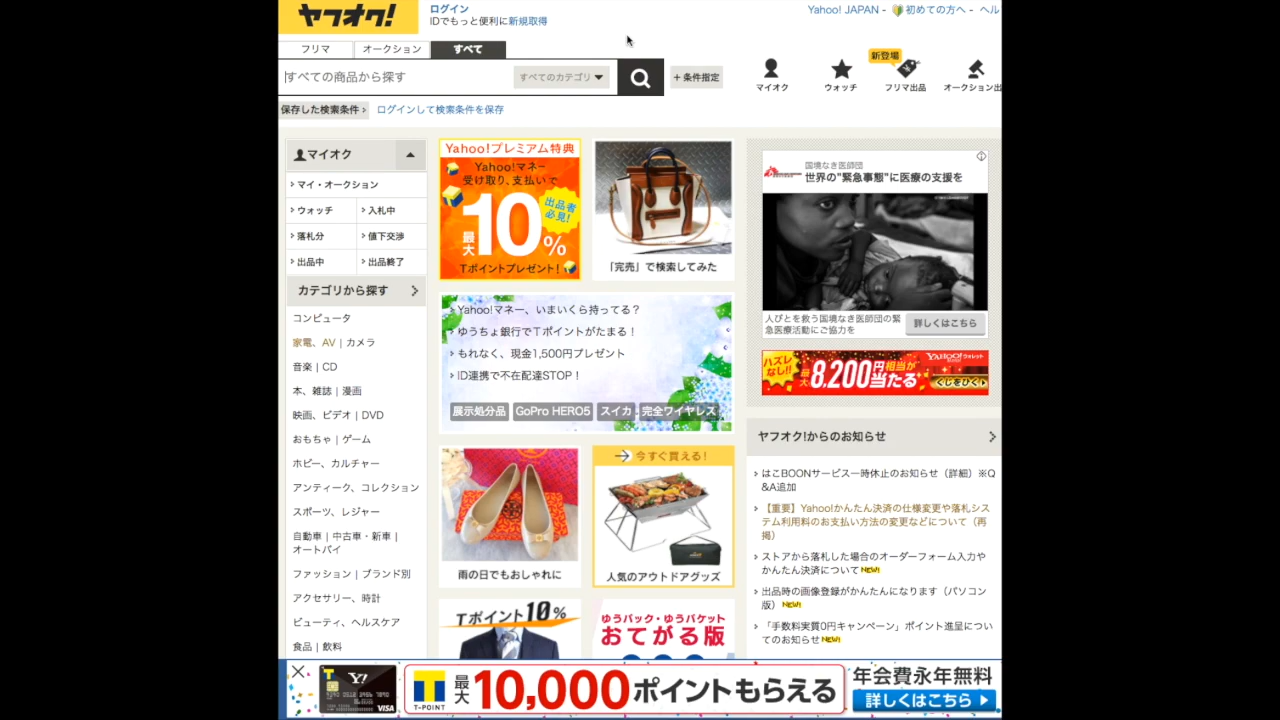 ヤフオク!
ログイン
IDでもっと便利に新規取得
Yahoo! JAPAN - 初めての方へ - ヘル
フリマ
オークション
すべて
すべての商品から探す
すべてのカテゴリ
+ 条件指定
マイオク
ウォッチ
新登場
フリマ出品
オークション出
保存した検索条件 ›
ログインして検索条件を保存
マイオク
マイ・オークション
ウォッチ
入札中
落札分
値下交渉
出品中
出品終了
カテゴリから探す
コンピュータ
家電、AV | カメラ
音楽 | CD
本、雑誌 | 漫画
映画、ビデオ | DVD
おもちゃ | ゲーム
ホビー、カルチャー
アンティーク、コレクション
スポーツ、レジャー
自動車 | 中古車・新車 |
オートバイ
ファッション | ブランド別
アクセサリー、時計
ビューティ、ヘルスケア
食品 | 飲料
Yahoo!プレミアム特典
Yahoo!マネー
受け取り、支払いで
出品者
必見!
最大10%
Tポイントプレゼント!
「完売」で検索してみた
Yahoo!マネー、いまいくら持ってる？
ゆうちょ銀行でTポイントがたまる！
もれなく、現金1,500円プレゼント
ID連携で不在配達STOP！
展示処分品
GoPro HERO5
スイカ
完全ワイヤレス
雨の日でもおしゃれに
今すぐ買える!
人気のアウトドアグッズ
Tポイント10%
ゆうパック・ゆうパケット
おてがる版
国境なき医師団
世界の"緊急事態"に医療の支援を
人びとを救う国境なき医師団の緊
急医療活動にご協力を
詳しくはこちら
ハズレなし!!
最大8,200円相当が当たる
YAHOO!ウォレット
くじをひく
ヤフオク!からのお知らせ
はこBOONサービス一時休止のお知らせ（詳細）※Q
&A追加
【重要】Yahoo!かんたん決済の仕様変更や落札シス
テム利用料のお支払い方法の変更などについて（再
掲）
ストアから落札した場合のオーダーフォーム入力や
かんたん決済について NEW!
出品時の画像登録がかんたんになります（パソコン
版） NEW!
「手数料実質0円キャンペーン」ポイント進呈につい
てのお知らせ NEW!
Y!
VISA
T-POINT
最大10,000ポイントもらえる
年会費永年無料
詳しくはこちら